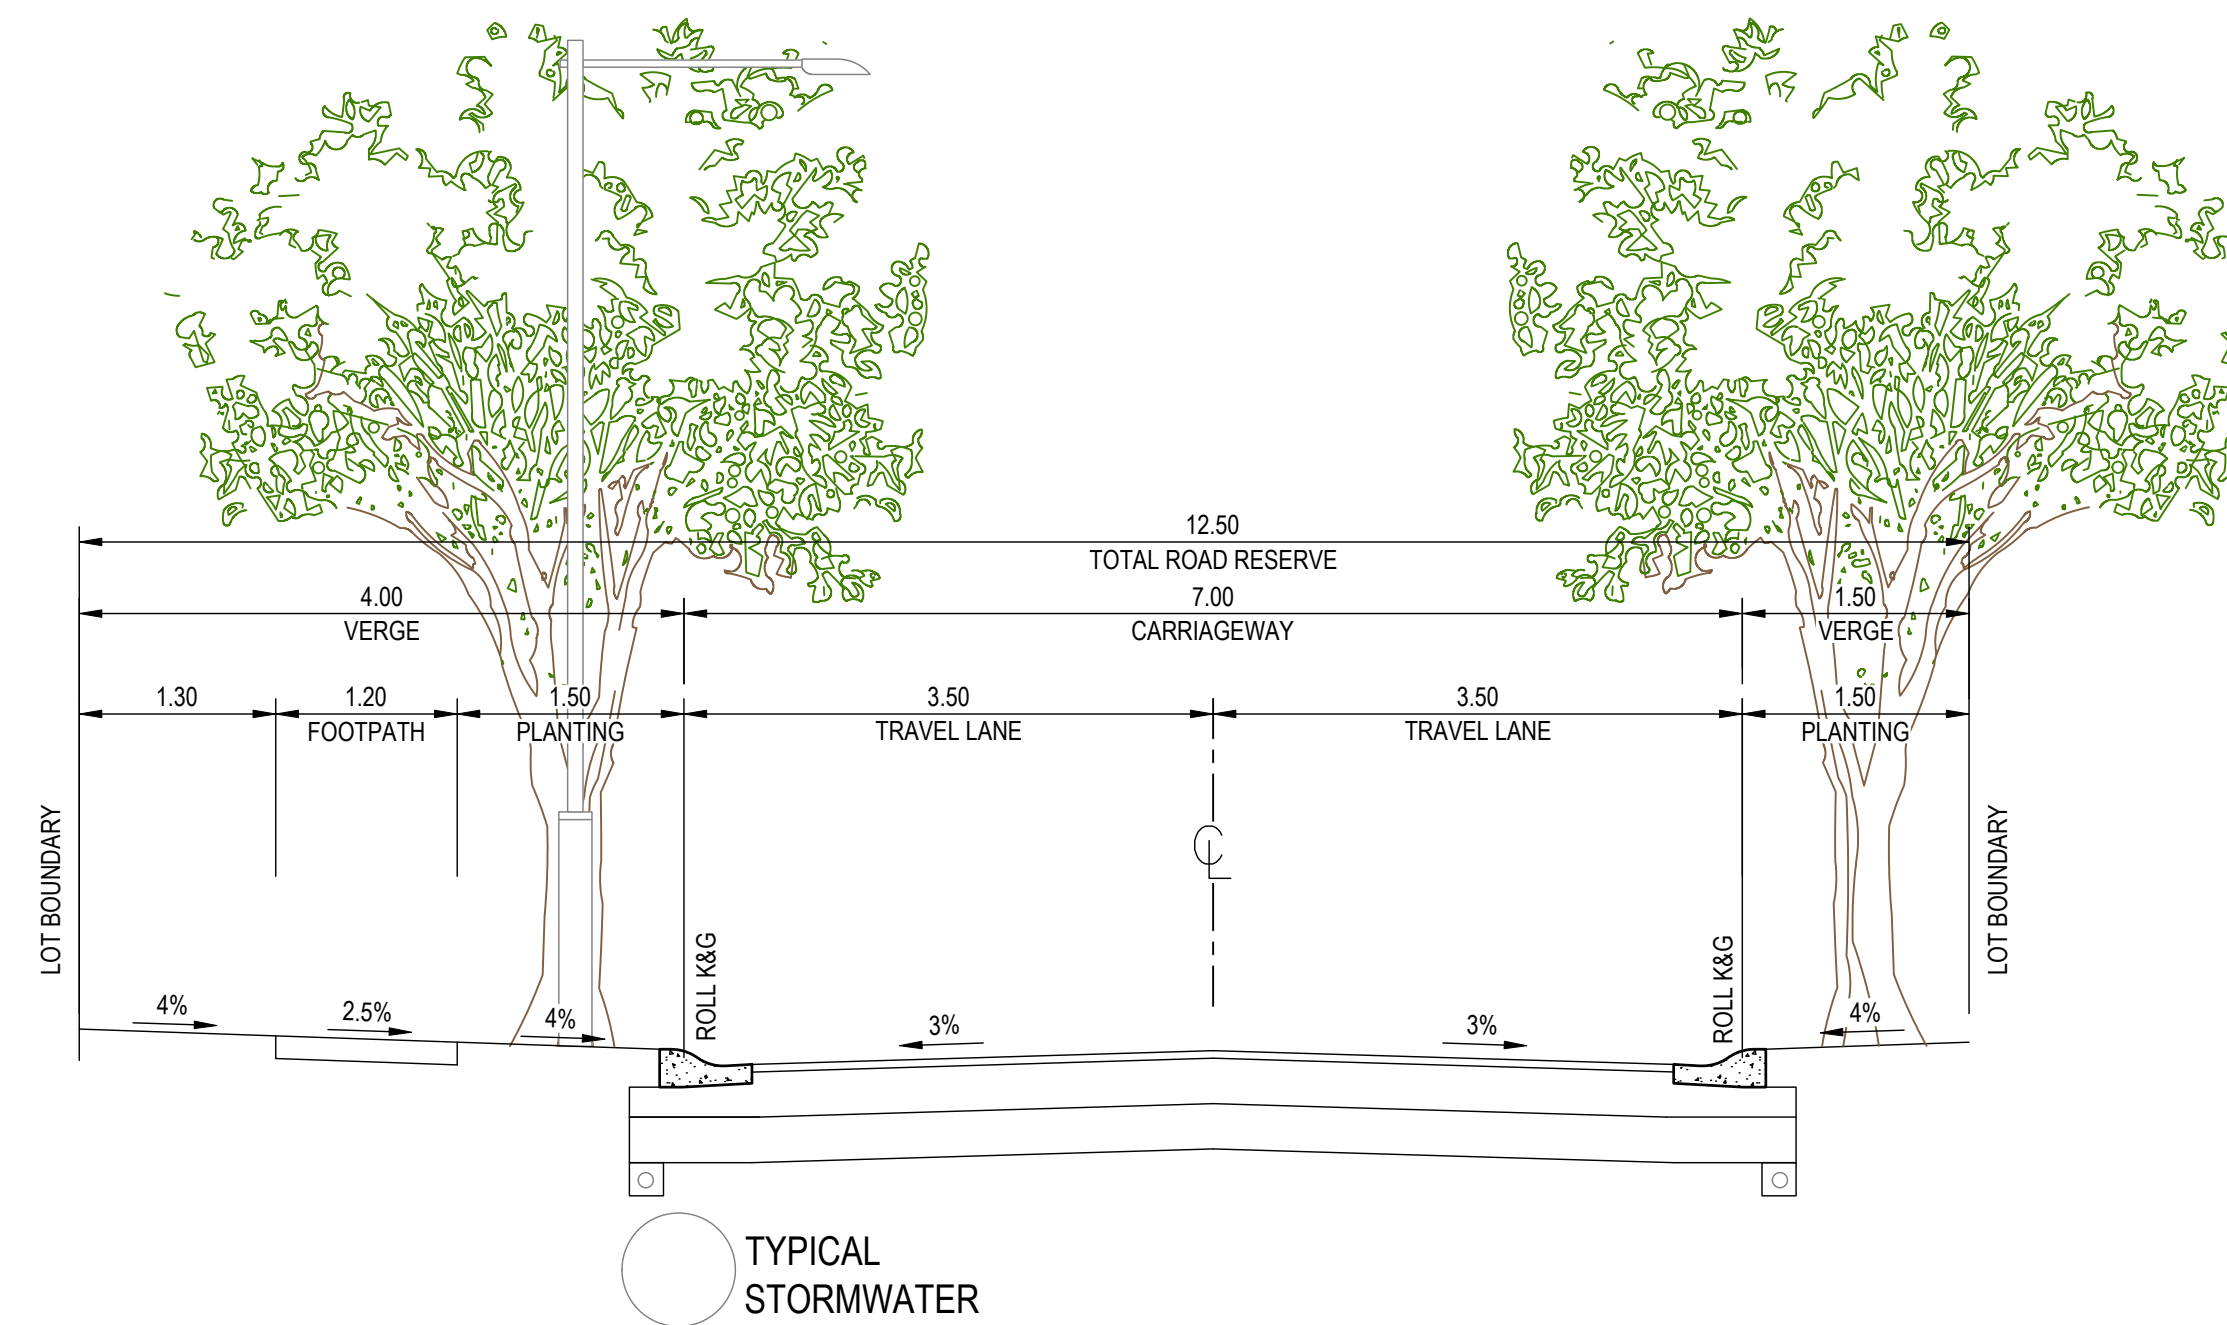 12.50
TOTAL ROAD RESERVE
4.00
VERGE
7.00
CARRIAGEWAY
1.50
VERGE
1.30
1.20
FOOTPATH
1.50
PLANTING
3.50
TRAVEL LANE
3.50
TRAVEL LANE
1.50
PLANTING
LOT BOUNDARY
ROLL K&G
CL
ROLL K&G
LOT BOUNDARY
4%
2.5%
4%
3%
3%
4%
TYPICAL
STORMWATER